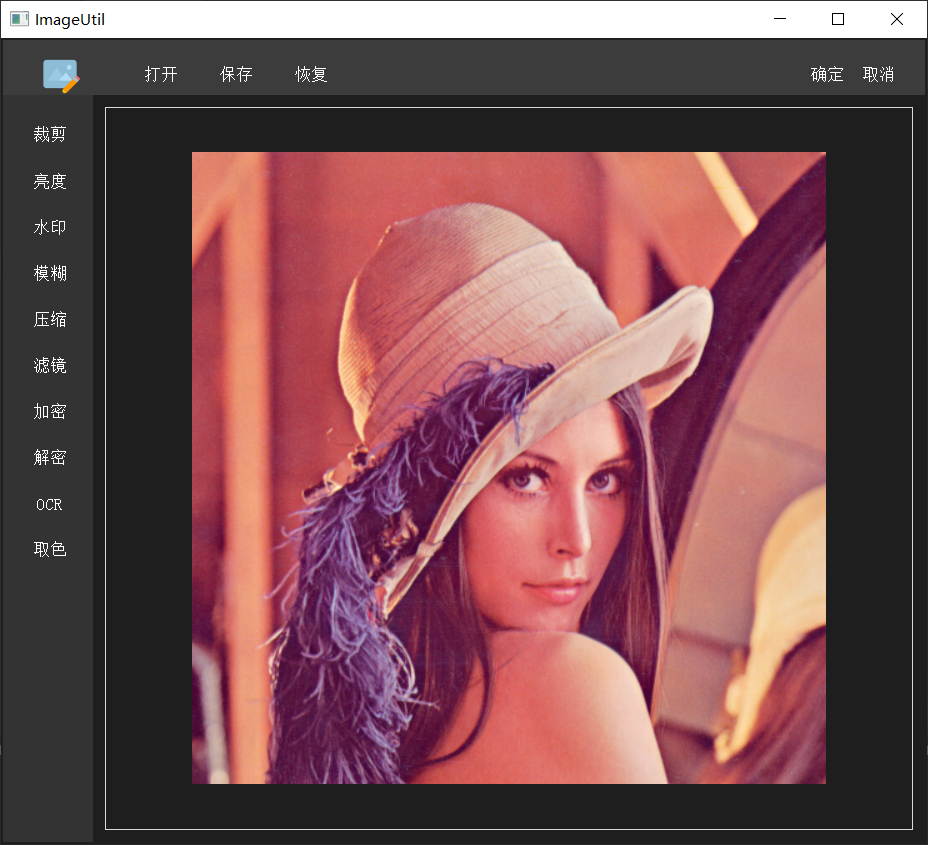 ImageUtil
打开 保存 恢复 确定 取消
裁剪
亮度
水印
模糊
压缩
滤镜
加密
解密
OCR
取色